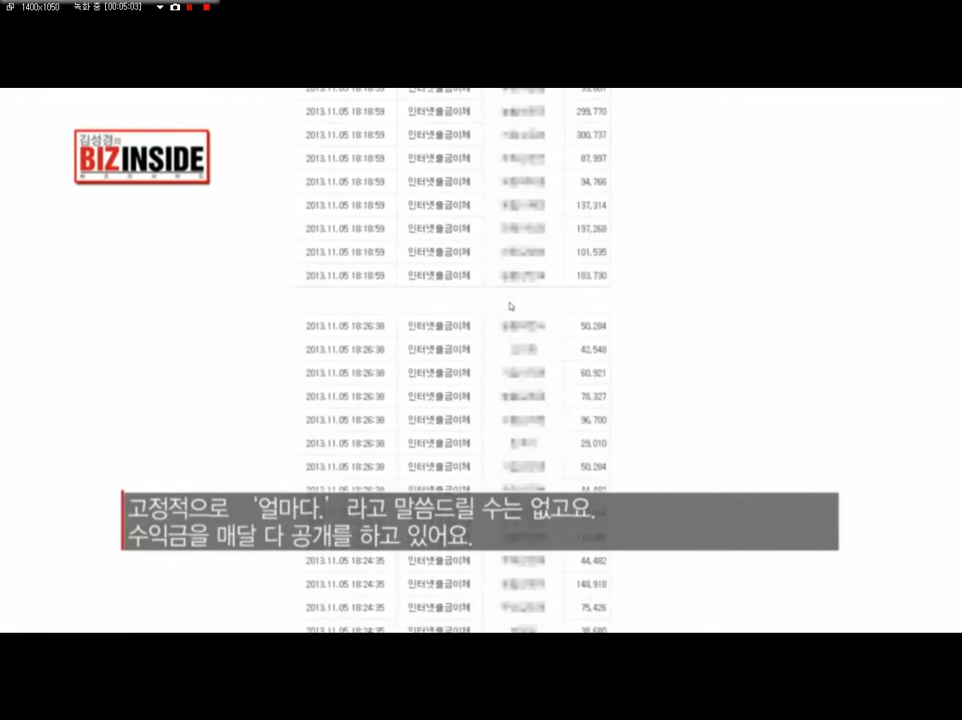 1400x1050 녹화 중 [00:05:03]
김성경의
BIZINSIDE
2013.11.05 18:18:59 인터넷출금이체 299,770
2013.11.05 18:18:59 인터넷출금이체 300,737
2013.11.05 18:18:59 인터넷출금이체 87,997
2013.11.05 18:18:59 인터넷출금이체 94,766
2013.11.05 18:18:59 인터넷출금이체 137,314
2013.11.05 18:18:59 인터넷출금이체 197,268
2013.11.05 18:18:59 인터넷출금이체 101,535
2013.11.05 18:18:59 인터넷출금이체 183,730
2013.11.05 18:26:38 인터넷출금이체 50,284
2013.11.05 18:26:38 인터넷출금이체 42,548
2013.11.05 18:26:38 인터넷출금이체 60,921
2013.11.05 18:26:38 인터넷출금이체 78,327
2013.11.05 18:26:38 인터넷출금이체 96,700
2013.11.05 18:26:38 인터넷출금이체 29,010
2013.11.05 18:26:38 인터넷출금이체 50,284
고정적으로 ‘얼마다.’ 라고 말씀드릴 수는 없고요.
수익금을 매달 다 공개를 하고 있어요.
2013.11.05 18:24:35 인터넷출금이체 44,482
2013.11.05 18:24:35 인터넷출금이체 148,918
2013.11.05 18:24:35 인터넷출금이체 75,426
2013.11.05 18:24:35 인터넷출금이체